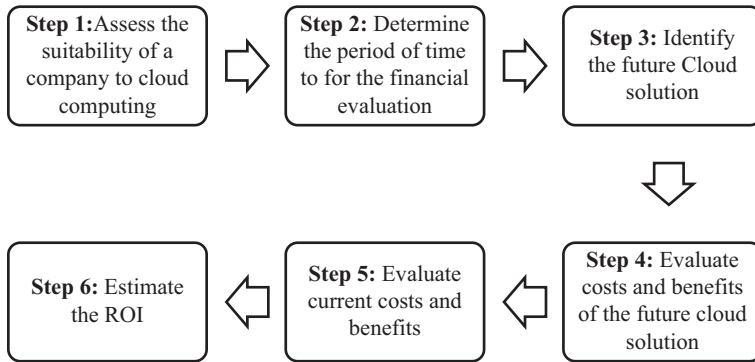 Step 1:Assess the
suitability of a
company to cloud
computing
Step 2: Determine
the period of time
to for the financial
evaluation
Step 3: Identify
the future Cloud
solution
Step 4: Evaluate
costs and benefits
of the future cloud
solution
Step 5: Evaluate
current costs and
benefits
Step 6: Estimate
the ROI